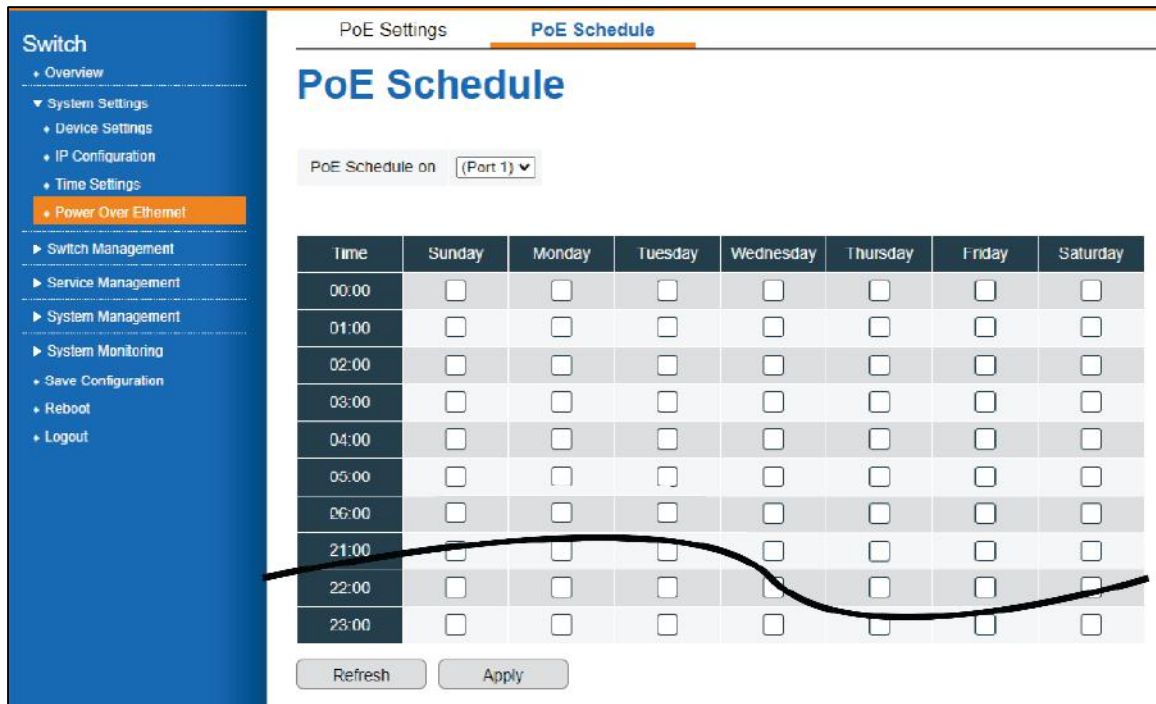 Switch
Overview
System Settings
Device Settings
IP Configuration
Time Settings
Power Over Ethernet
Switch Management
Service Management
System Management
System Monitoring
Save Configuration
Reboot
Logout
PoE Settings PoE Schedule
PoE Schedule
PoE Schedule on (Port 1)
Time Sunday Monday Tuesday Wednesday Thursday Friday Saturday
00:00
01:00
02:00
03:00
04:00
05:00
06:00
21:00
22:00
23:00
Refresh Apply